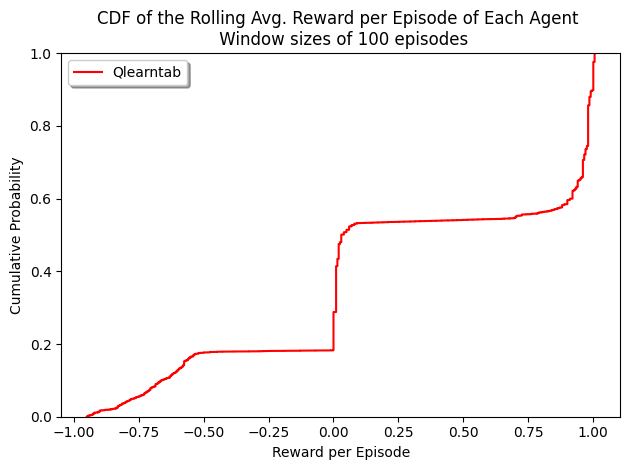 CDF of the Rolling Avg. Reward per Episode of Each Agent
Window sizes of 100 episodes
Qlearntab
Cumulative Probability
1.0
0.8
0.6
0.4
0.2
0.0
−1.00 −0.75 −0.50 −0.25 0.00 0.25 0.50 0.75 1.00
Reward per Episode